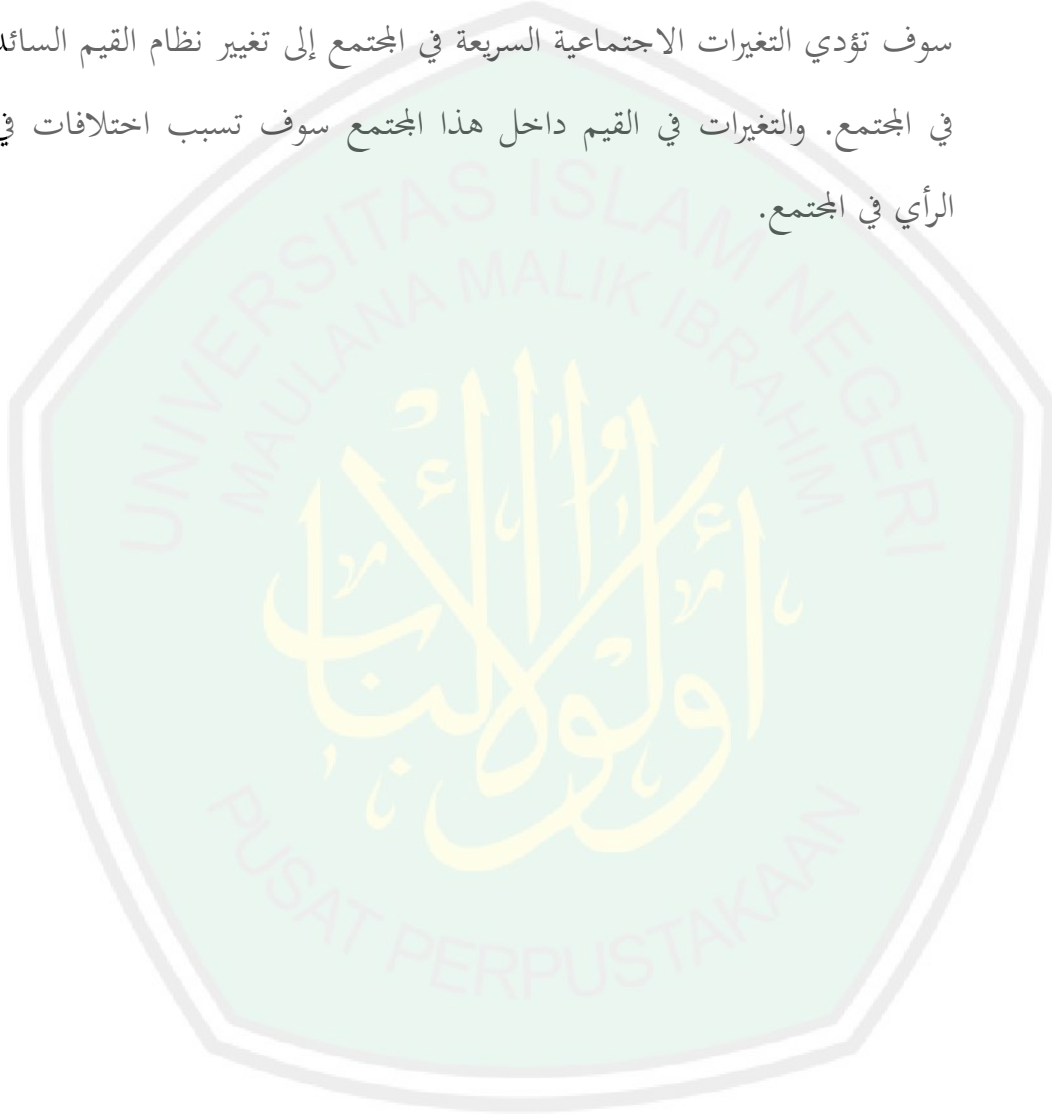 سوف تؤدي التغيرات الاجتماعية السريعة في المجتمع إلى تغيير نظام القيم السائد
في المجتمع. والتغيرات في القيم داخل هذا المجتمع سوف تسبب اختلافات في
الرأي في المجتمع.
UNIVERSITAS ISLAM NEGERI
MAULANA MALIK IBRAHIM
أولوا الألباب
PUSAT PERPUSTAKAAN